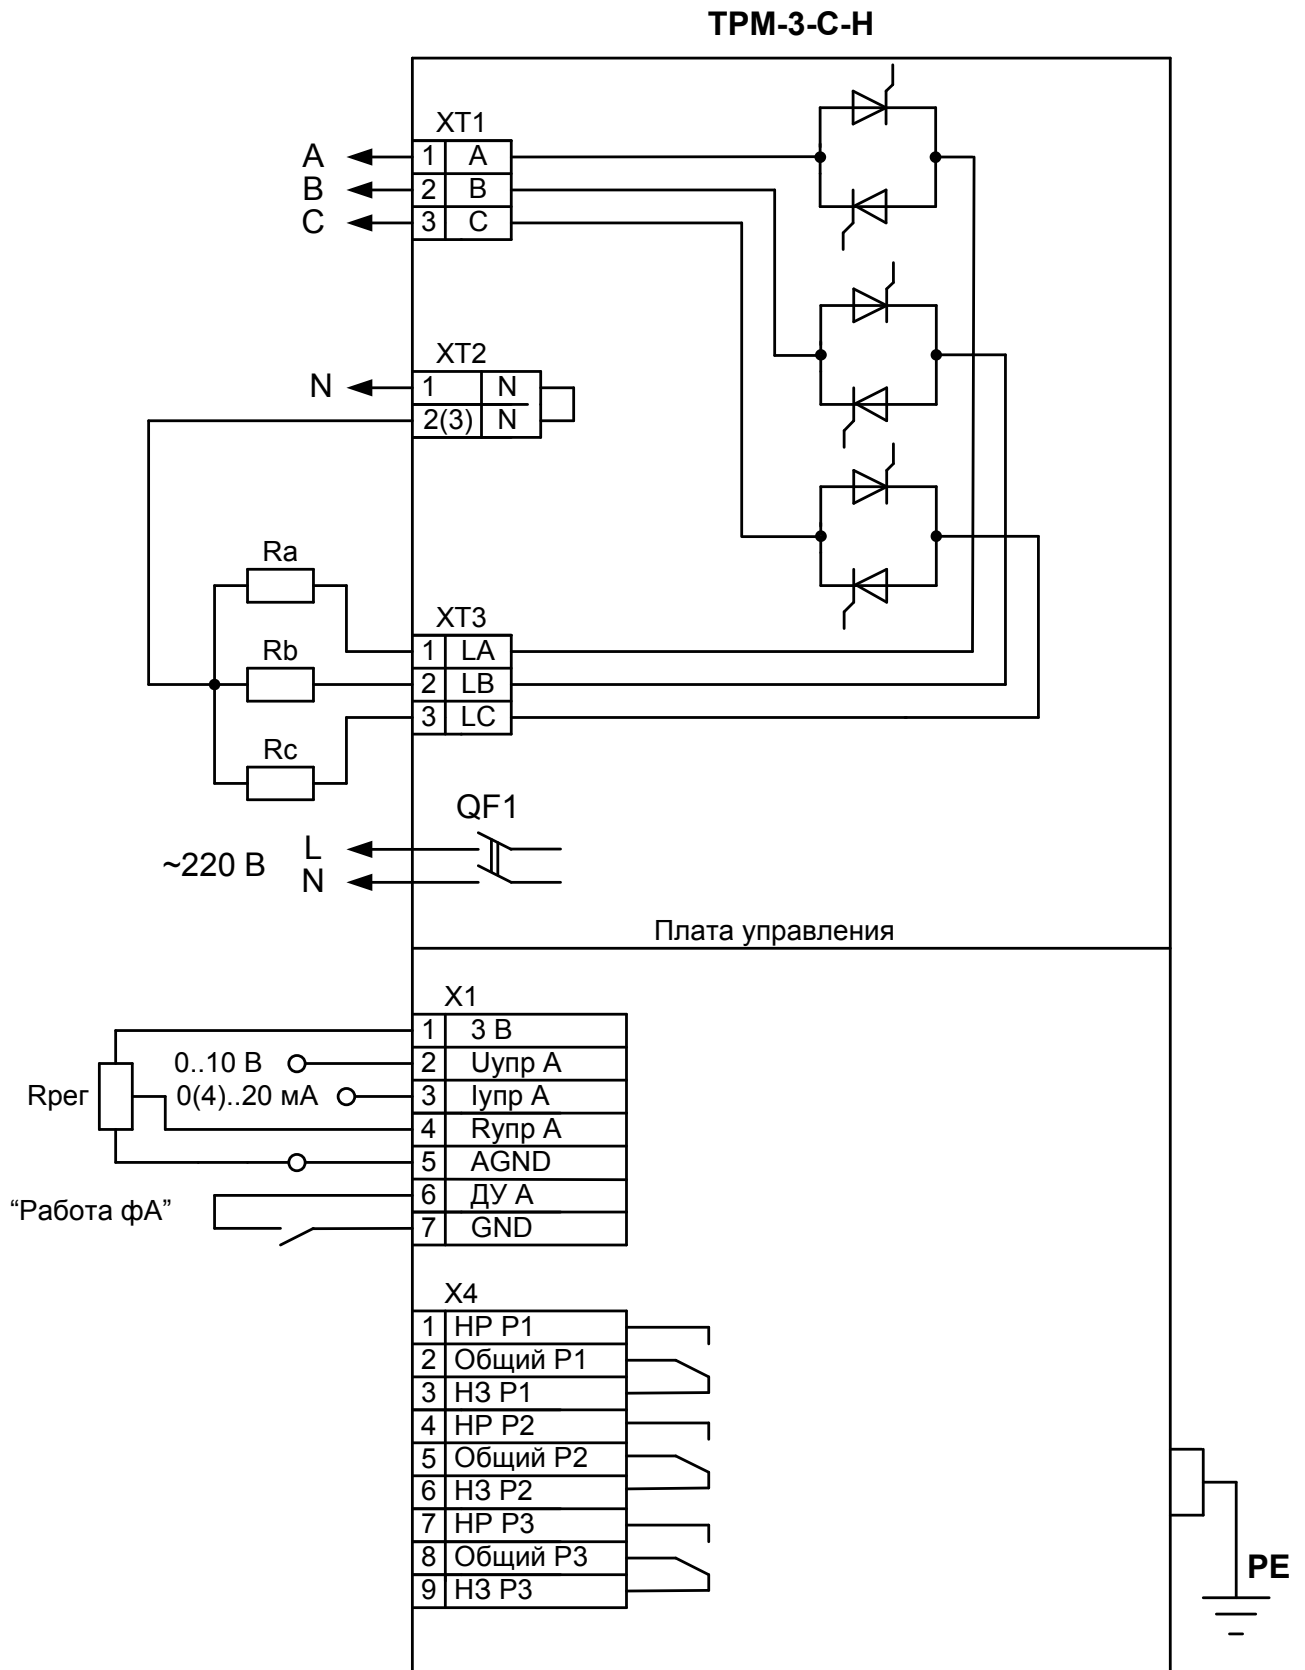 ТРМ-3-С-Н
XT1
A 1 A
B 2 B
C 3 C
XT2
N 1 N
2(3) N
Ra
XT3
1 LA
Rb
2 LB
3 LC
Rc
QF1
~220 В
L
N
Плата управления
X1
1 3 В
0..10 В 2 Uупр А
Rрег 0(4)..20 мА 3 Iупр А
4 Rупр А
5 AGND
6 ДУ А
“Работа фА”
7 GND
X4
1 НР Р1
2 Общий Р1
3 НЗ Р1
4 НР Р2
5 Общий Р2
6 НЗ Р2
7 НР Р3
8 Общий Р3
9 НЗ Р3
PE